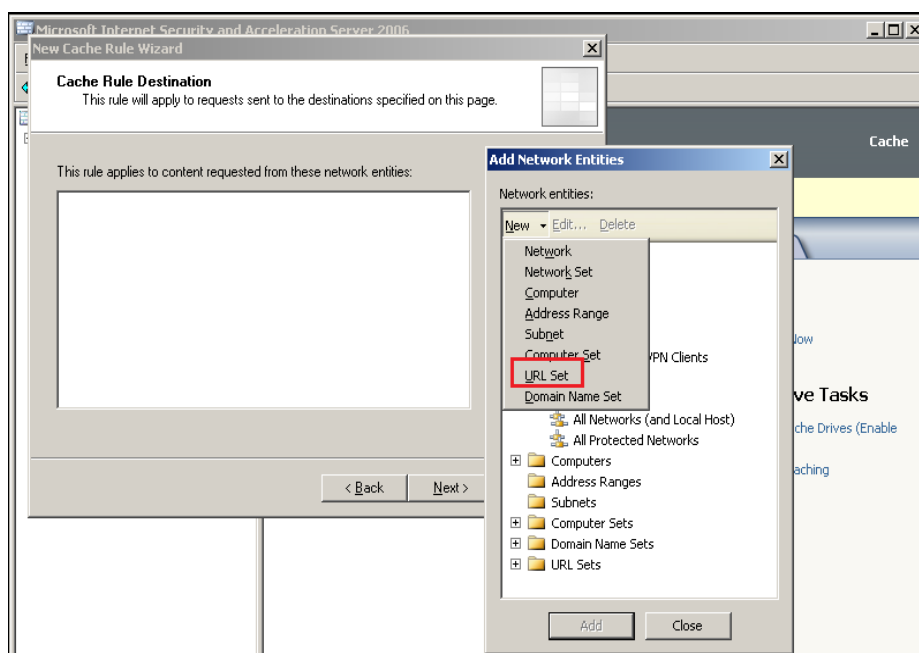 Microsoft Internet Security and Acceleration Server 2006
New Cache Rule Wizard
Cache Rule Destination
This rule will apply to requests sent to the destinations specified on this page.
Cache
This rule applies to content requested from these network entities:
Add Network Entities
Network entities:
New Edit... Delete
Network
Network Set
Computer
Address Range
Subnet
Computer Set
VPN Clients
URL Set
Domain Name Set
All Networks (and Local Host)
All Protected Networks
Computers
Address Ranges
Subnets
Computer Sets
Domain Name Sets
URL Sets
< Back Next >
Add Close
Now
ve Tasks
che Drives (Enable
aching